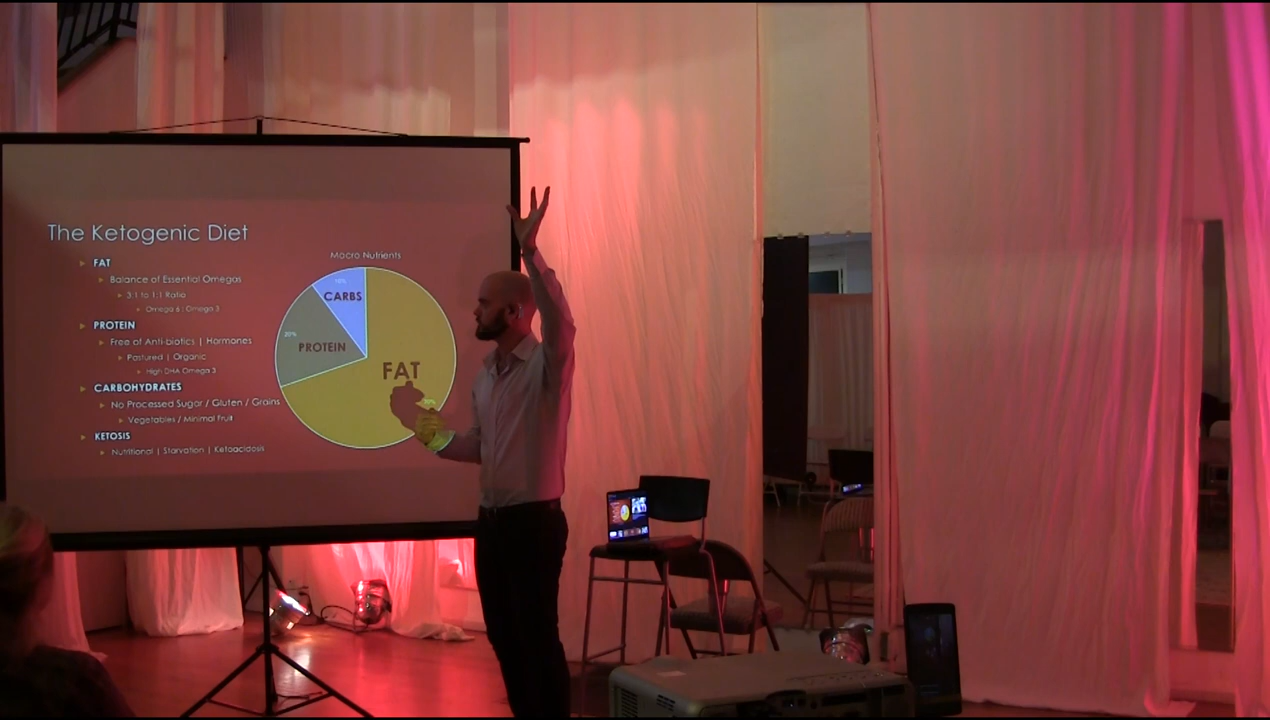 The Ketogenic Diet
FAT
Balance of Essential Omegas
3:1 to 1:1 Ratio
Omega 6 : Omega 3
PROTEIN
Free of Anti-biotics | Hormones
Pastured | Organic
High DHA Omega 3
CARBOHYDRATES
No Processed Sugar / Gluten / Grains
Vegetables / Minimal Fruit
KETOSIS
Nutritional | Starvation | Ketoacidosis
Macro Nutrients
10%
CARBS
20%
PROTEIN
FAT
70%